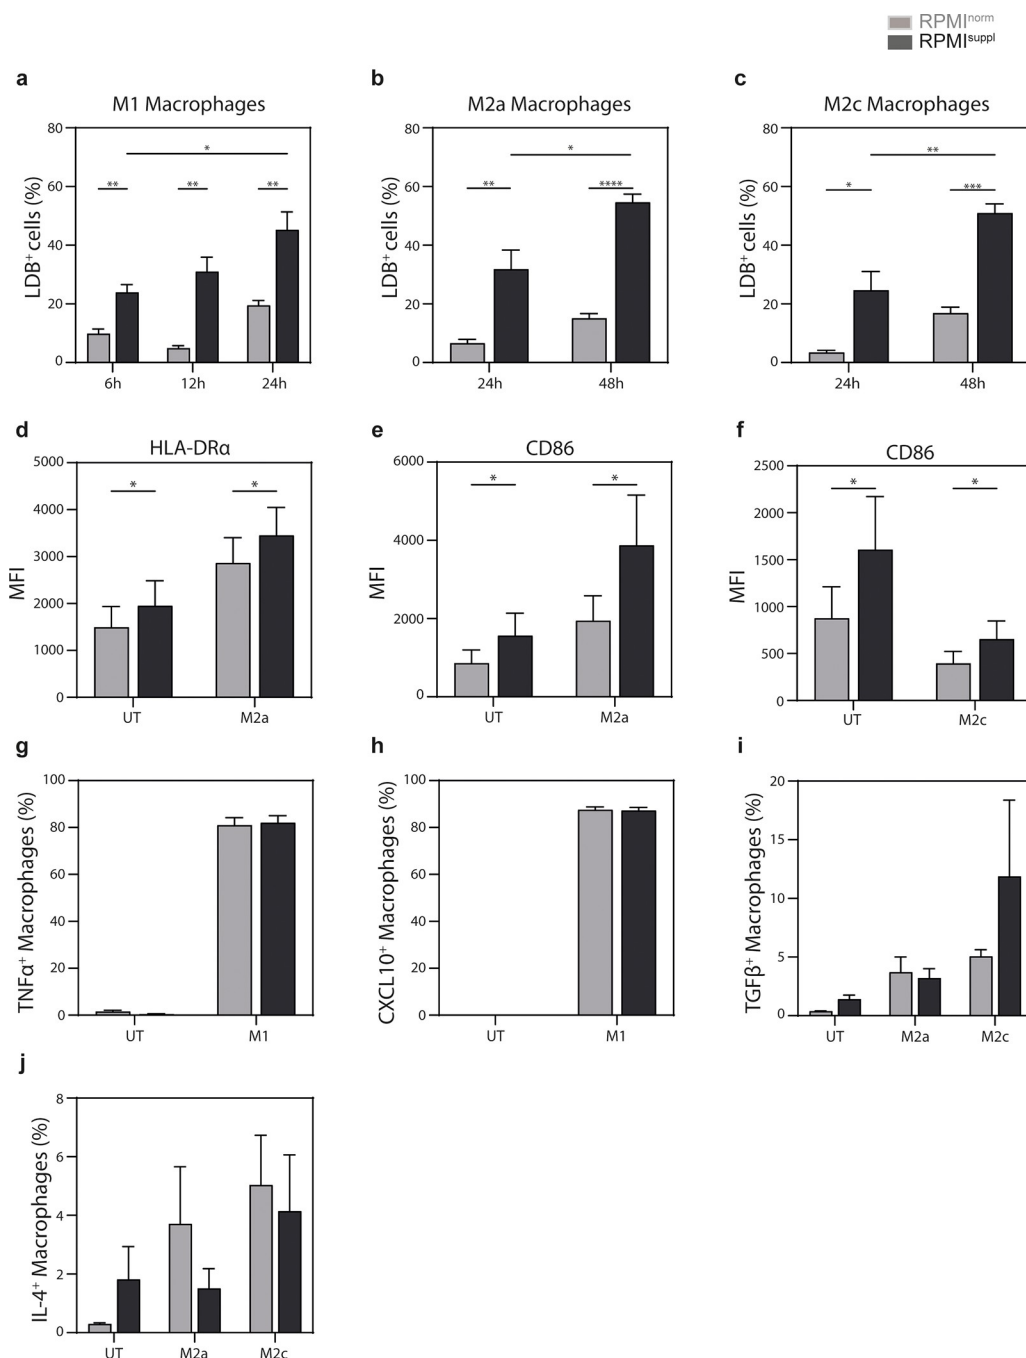 RPMIⁿᵒʳᵐ
RPMIˢᵘᵖᵖˡ
a
M1 Macrophages
LDB⁺ cells (%)
80
60
40
20
0
*
** ** **
6h 12h 24h
b
M2a Macrophages
LDB⁺ cells (%)
80
60
40
20
0
*
** ****
24h 48h
c
M2c Macrophages
LDB⁺ cells (%)
80
60
40
20
0
**
* ***
24h 48h
d
HLA-DRα
MFI
5000
4000
3000
2000
1000
0
* *
UT M2a
e
CD86
MFI
6000
4000
2000
0
* *
UT M2a
f
CD86
MFI
2500
2000
1500
1000
500
0
* *
UT M2c
g
TNFα⁺ Macrophages (%)
100
80
60
40
20
0
UT M1
h
CXCL10⁺ Macrophages (%)
100
80
60
40
20
0
UT M1
i
TGFβ⁺ Macrophages (%)
20
15
10
5
0
UT M2a M2c
j
IL-4⁺ Macrophages (%)
8
6
4
2
0
UT M2a M2c